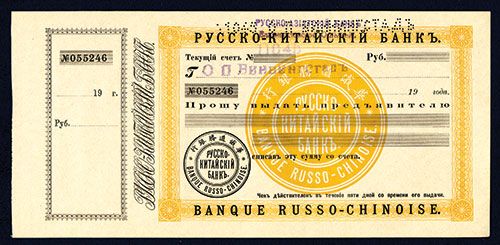 РУССКО-КИТАЙСКІЙ БАНКЪ.
Текущій счетъ №
Руб.
№055246
Г
О П
№055246
19 г.
19 года.
Прошу выдать предъявителю
Руб.
РУССКО-
КИТАЙСКІЙ
БАНКЪ.
BANQUE RUSSO-CHINOISE.
списавъ эту сумму со счета.
РУССКО-
КИТАЙСКІЙ
БАНКЪ.
BANQUE RUSSO-CHINOISE.
Чекъ дѣйствителенъ въ теченіе пяти дней со времени его выдачи.
BANQUE RUSSO-CHINOISE.